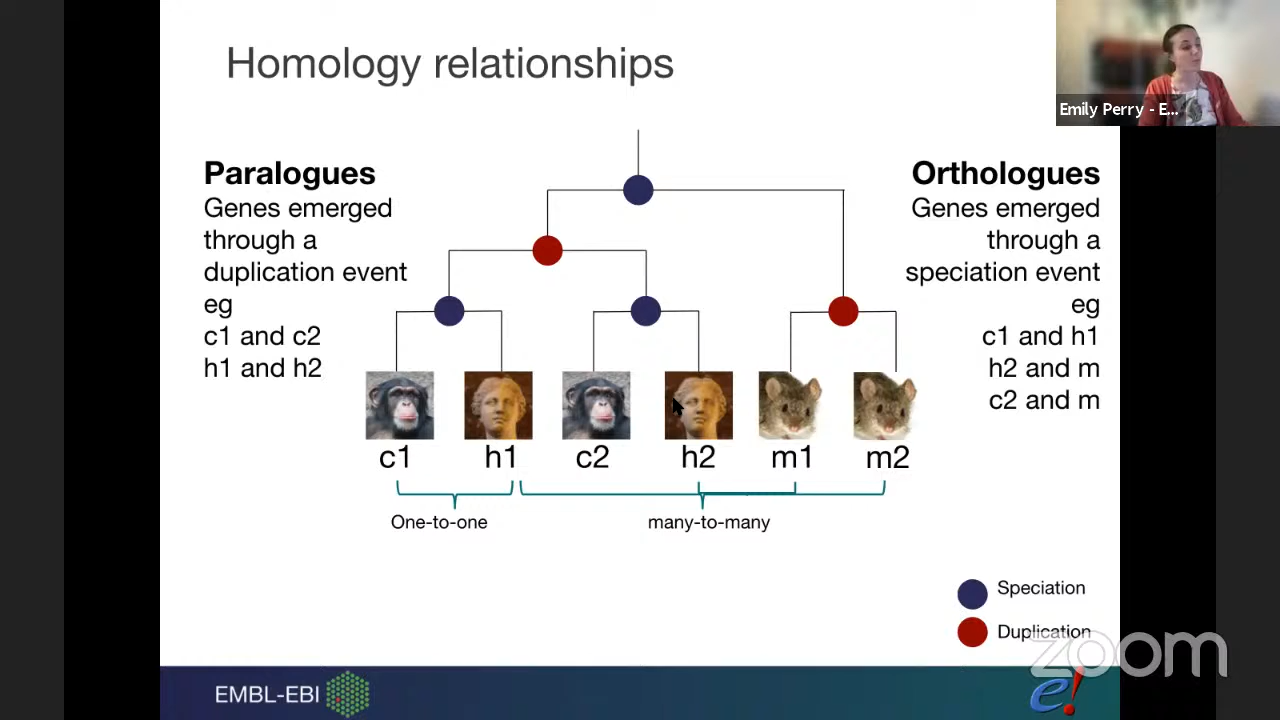 Homology relationships
Emily Perry - E...
Paralogues
Genes emerged
through a
duplication event
eg
c1 and c2
h1 and h2
Orthologues
Genes emerged
through a
speciation event
eg
c1 and h1
h2 and m
c2 and m
c1 h1 c2 h2 m1 m2
One-to-one many-to-many
Speciation
Duplication
zoom
EMBL-EBI
e!